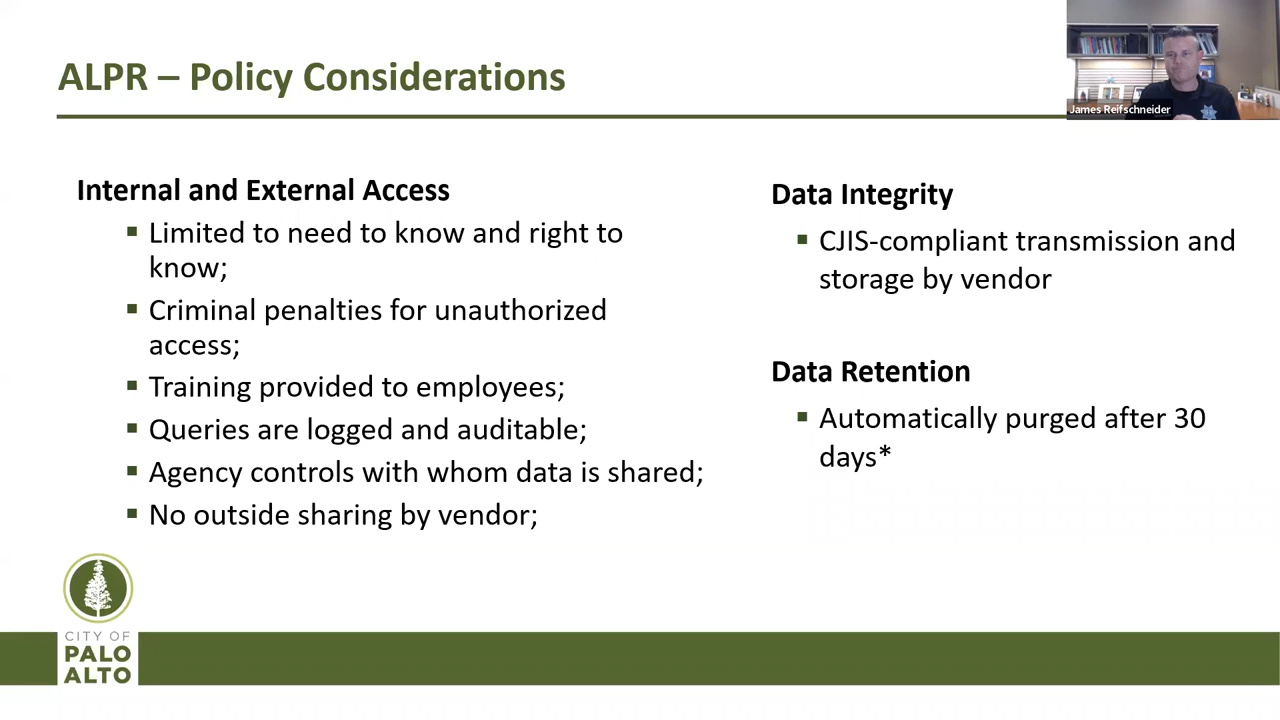 ALPR – Policy Considerations
James Reifschneider
Internal and External Access
▪ Limited to need to know and right to
know;
▪ Criminal penalties for unauthorized
access;
▪ Training provided to employees;
▪ Queries are logged and auditable;
▪ Agency controls with whom data is shared;
▪ No outside sharing by vendor;
Data Integrity
▪ CJIS-compliant transmission and
storage by vendor
Data Retention
▪ Automatically purged after 30
days*
CITY OF
PALO
ALTO